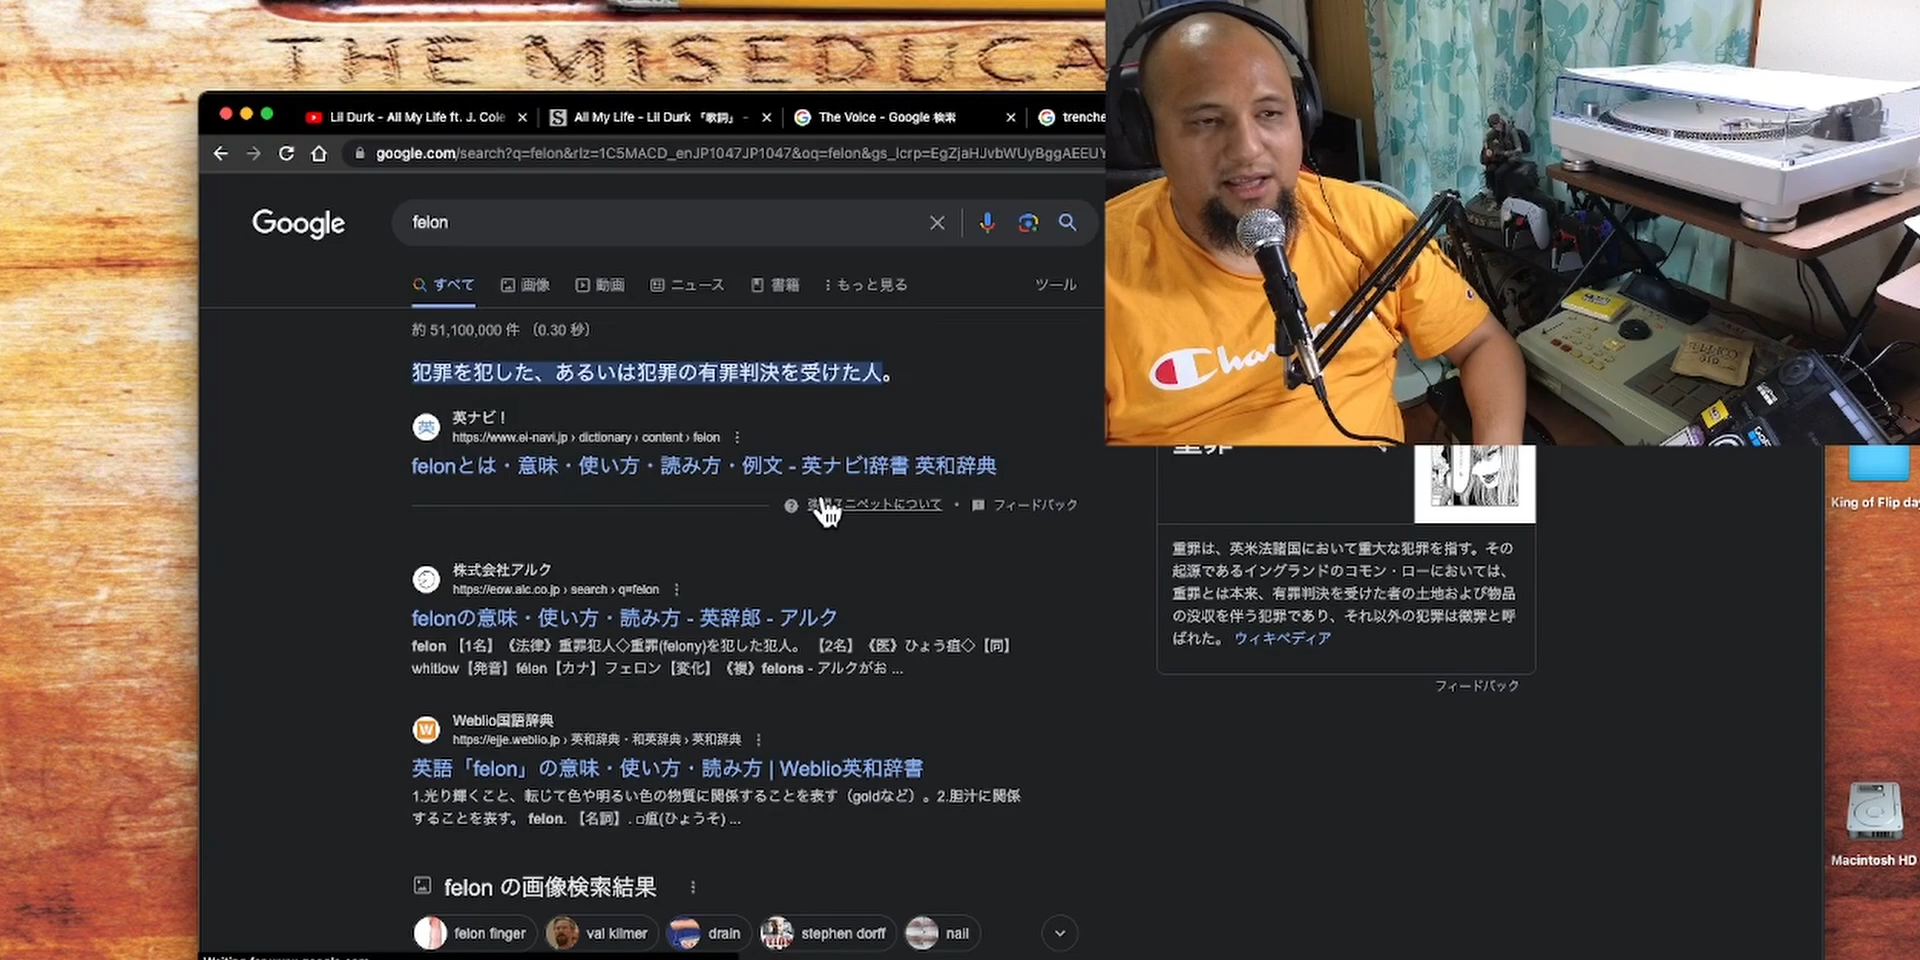 THE MISEDUCA
Lil Durk - All My Life ft. J. Cole
All My Life - Lil Durk 「歌詞」 -
The Voice - Google 検索
trenche
google.com/search?q=felon&rlz=1C5MACD_enJP1047JP1047&oq=felon&gs_lcrp=EgZjaHJvbWUyBggAEEUY
Google
felon
すべて
画像
動画
ニュース
書籍
もっと見る
ツール
約 51,100,000 件 (0.30 秒)
犯罪を犯した、あるいは犯罪の有罪判決を受けた人。
英
英ナビ！
https://www.ei-navi.jp › dictionary › content › felon
felonとは・意味・使い方・読み方・例文 - 英ナビ!辞書 英和辞典
ニペットについて
フィードバック
株式会社アルク
https://eow.alc.co.jp › search › q=felon
felonの意味・使い方・読み方 - 英辞郎 - アルク
felon 【1名】《法律》重罪犯人◇重罪(felony)を犯した犯人。 【2名】《医》ひょう疽◇【同】
whitlow【発音】félən【カナ】フェロン【変化】《複》felons - アルクがお ...
W
Weblio国語辞典
https://ejje.weblio.jp › 英和辞典・和英辞典 › 英和辞典
英語「felon」の意味・使い方・読み方 | Weblio英和辞書
1.光り輝くこと、転じて色や明るい色の物質に関係することを表す（goldなど）。2.胆汁に関係
することを表す。 felon. 【名詞】. □疽(ひょうそ) ...
felon の画像検索結果
felon finger
val kilmer
drain
stephen dorff
nail
Cha
重罪は、英米法諸国において重大な犯罪を指す。その
起源であるイングランドのコモン・ローにおいては、
重罪とは本来、有罪判決を受けた者の土地および物品
の没収を伴う犯罪であり、それ以外の犯罪は微罪と呼
ばれた。 ウィキペディア
フィードバック
King of Flip day
Macintosh HD